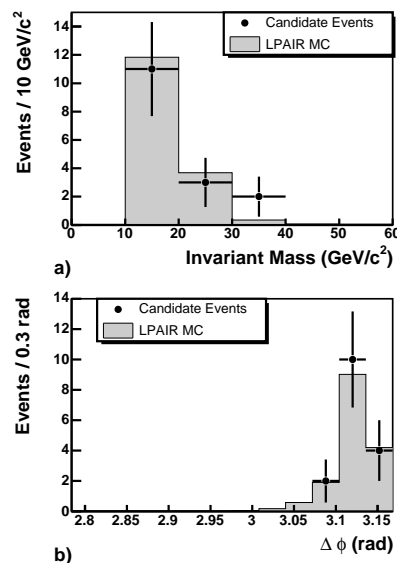 Events / 10 GeV/c²
14
12
10
8
6
4
2
0
Candidate Events
LPAIR MC
0 10 20 30 40 50 60
Invariant Mass (GeV/c²)
a)
Events / 0.3 rad
14
12
10
8
6
4
2
0
Candidate Events
LPAIR MC
2.8 2.85 2.9 2.95 3 3.05 3.1 3.15
Δ ϕ (rad)
b)